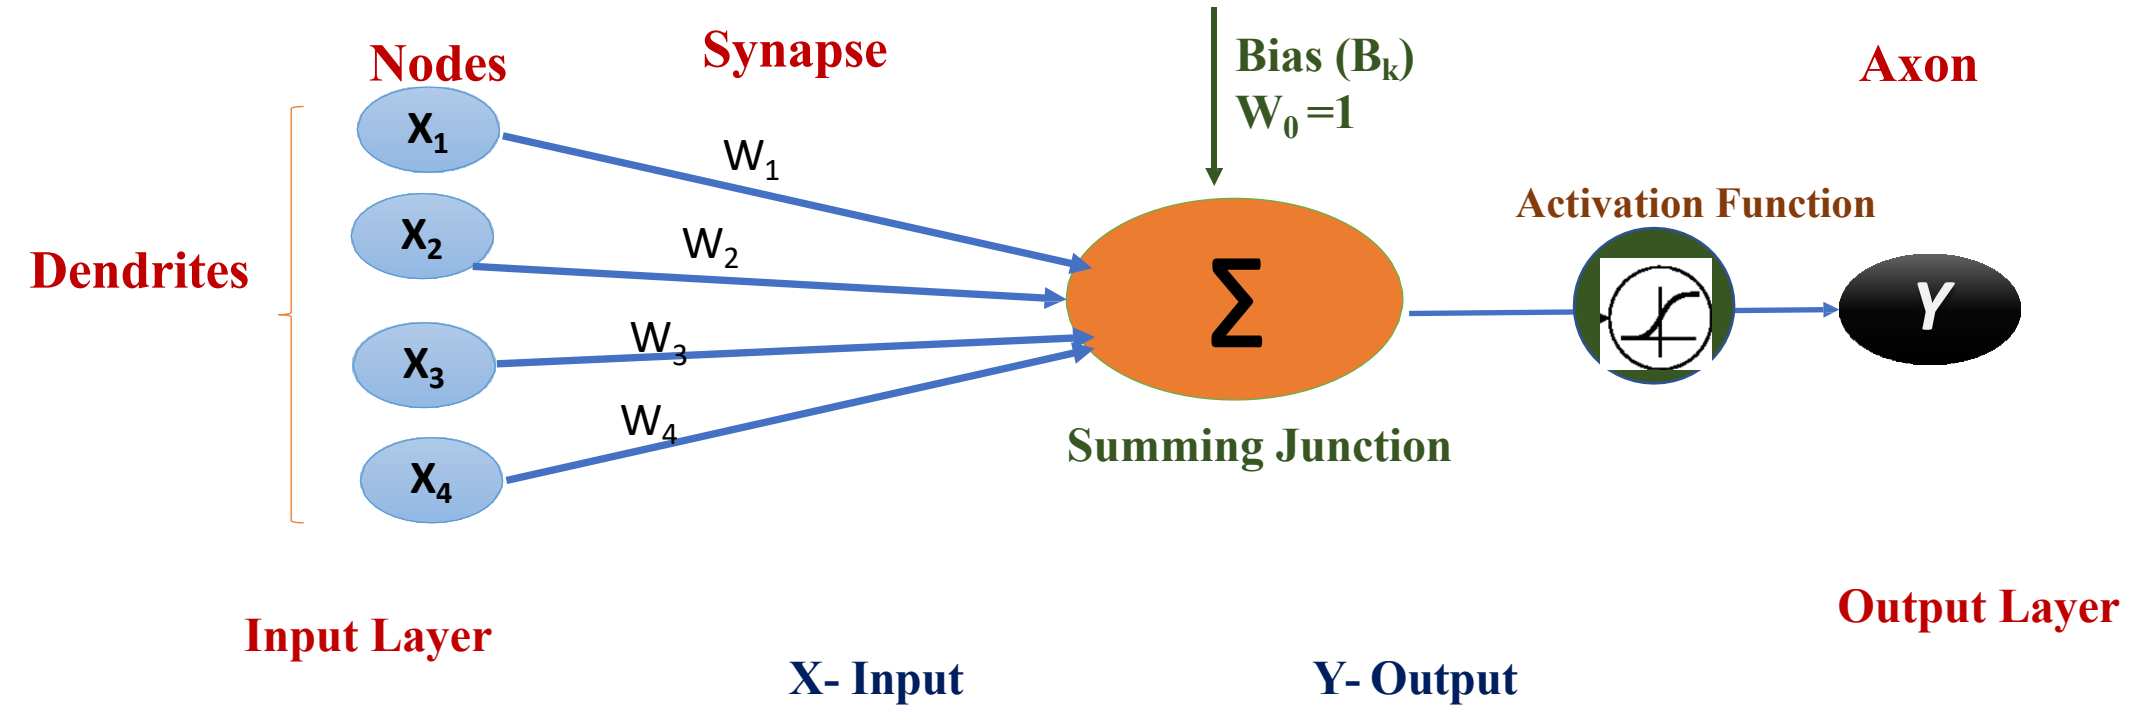 Nodes
Synapse
Bias (Bₖ)
W₀ =1
Axon
X₁
W₁
X₂
W₂
Activation Function
Dendrites
Σ
Y
X₃
W₃
X₄
W₄
Summing Junction
Input Layer
Output Layer
X- Input
Y- Output